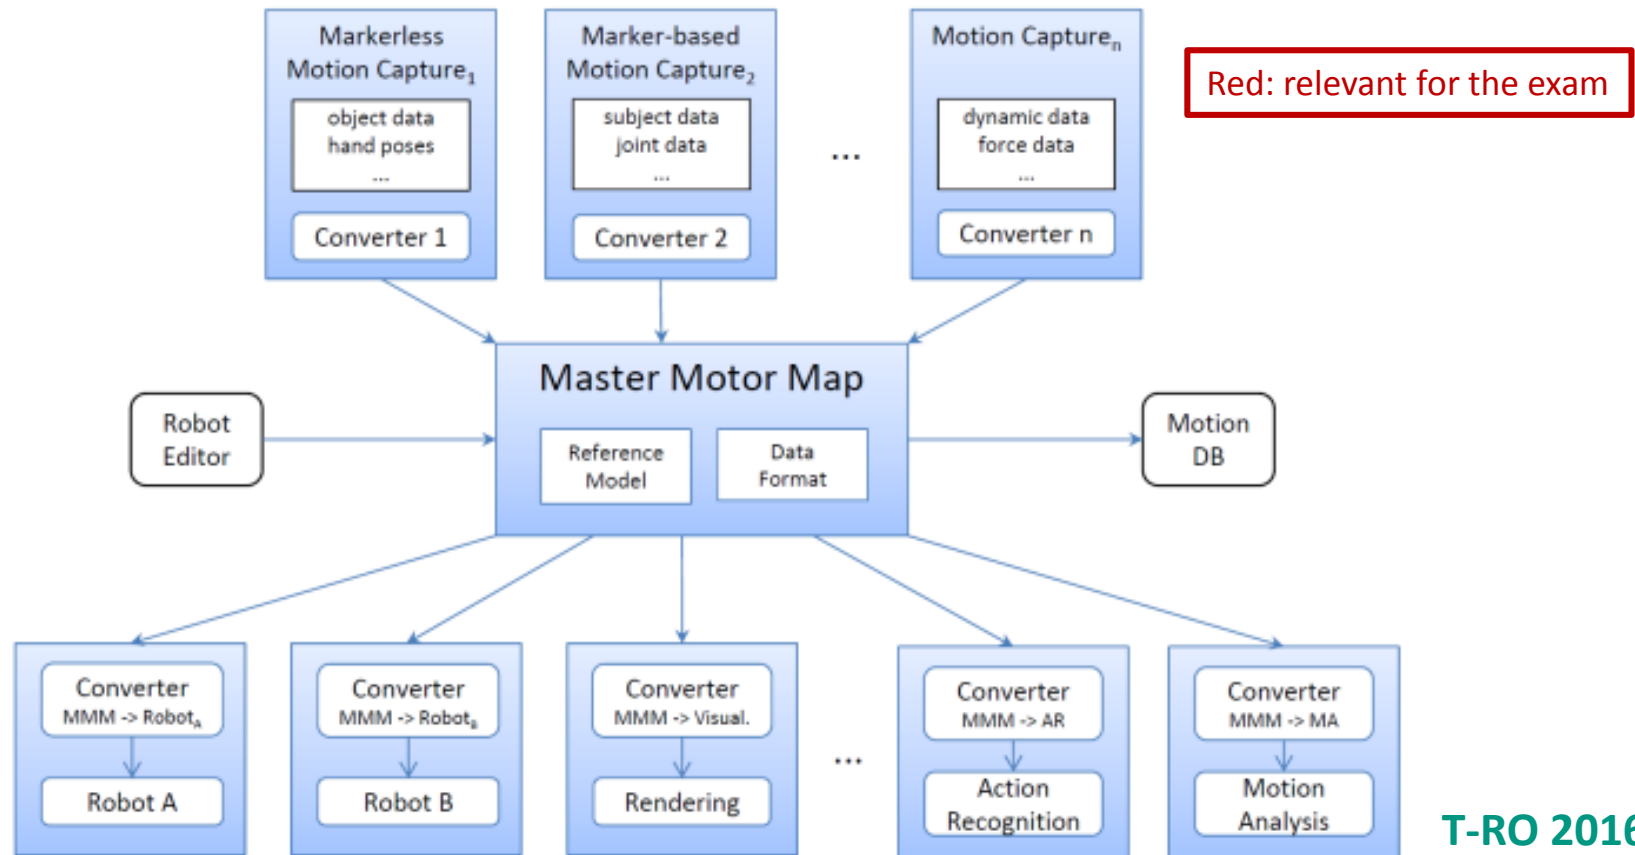 Markerless
Motion Capture₁
object data
hand poses
...
Converter 1
Marker-based
Motion Capture₂
subject data
joint data
...
Converter 2
...
Motion Captureₙ
dynamic data
force data
...
Converter n
Red: relevant for the exam
Robot
Editor
Master Motor Map
Reference
Model
Data
Format
Motion
DB
Converter
MMM -> Robot_A
Robot A
Converter
MMM -> Robot_B
Robot B
Converter
MMM -> Visual.
Rendering
...
Converter
MMM -> AR
Action
Recognition
Converter
MMM -> MA
Motion
Analysis
T-RO 2016